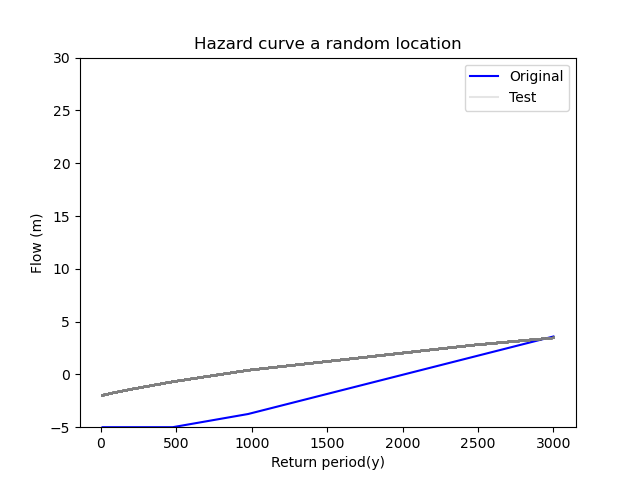 Hazard curve a random location
Original
Test
30
25
20
15
10
5
0
−5
Flow (m)
0 500 1000 1500 2000 2500 3000
Return period(y)